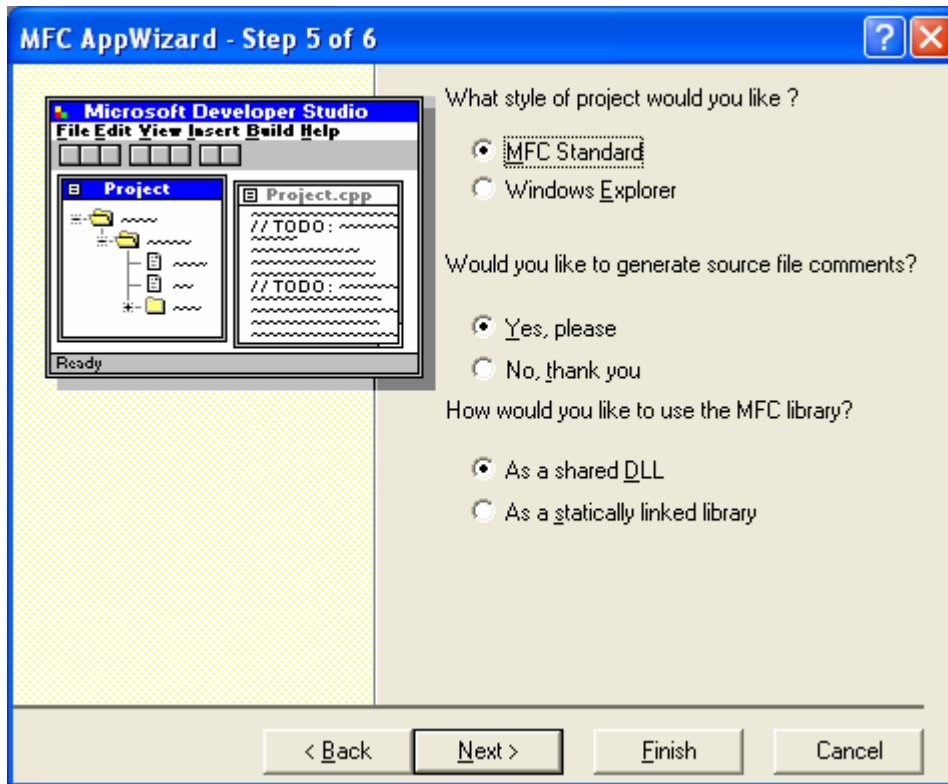 MFC AppWizard - Step 5 of 6
Microsoft Developer Studio
File Edit View Insert Build Help
Project
Project.cpp
//TODO:
//TODO:
Ready
What style of project would you like ?
MFC Standard
Windows Explorer
Would you like to generate source file comments?
Yes, please
No, thank you
How would you like to use the MFC library?
As a shared DLL
As a statically linked library
< Back
Next >
Finish
Cancel